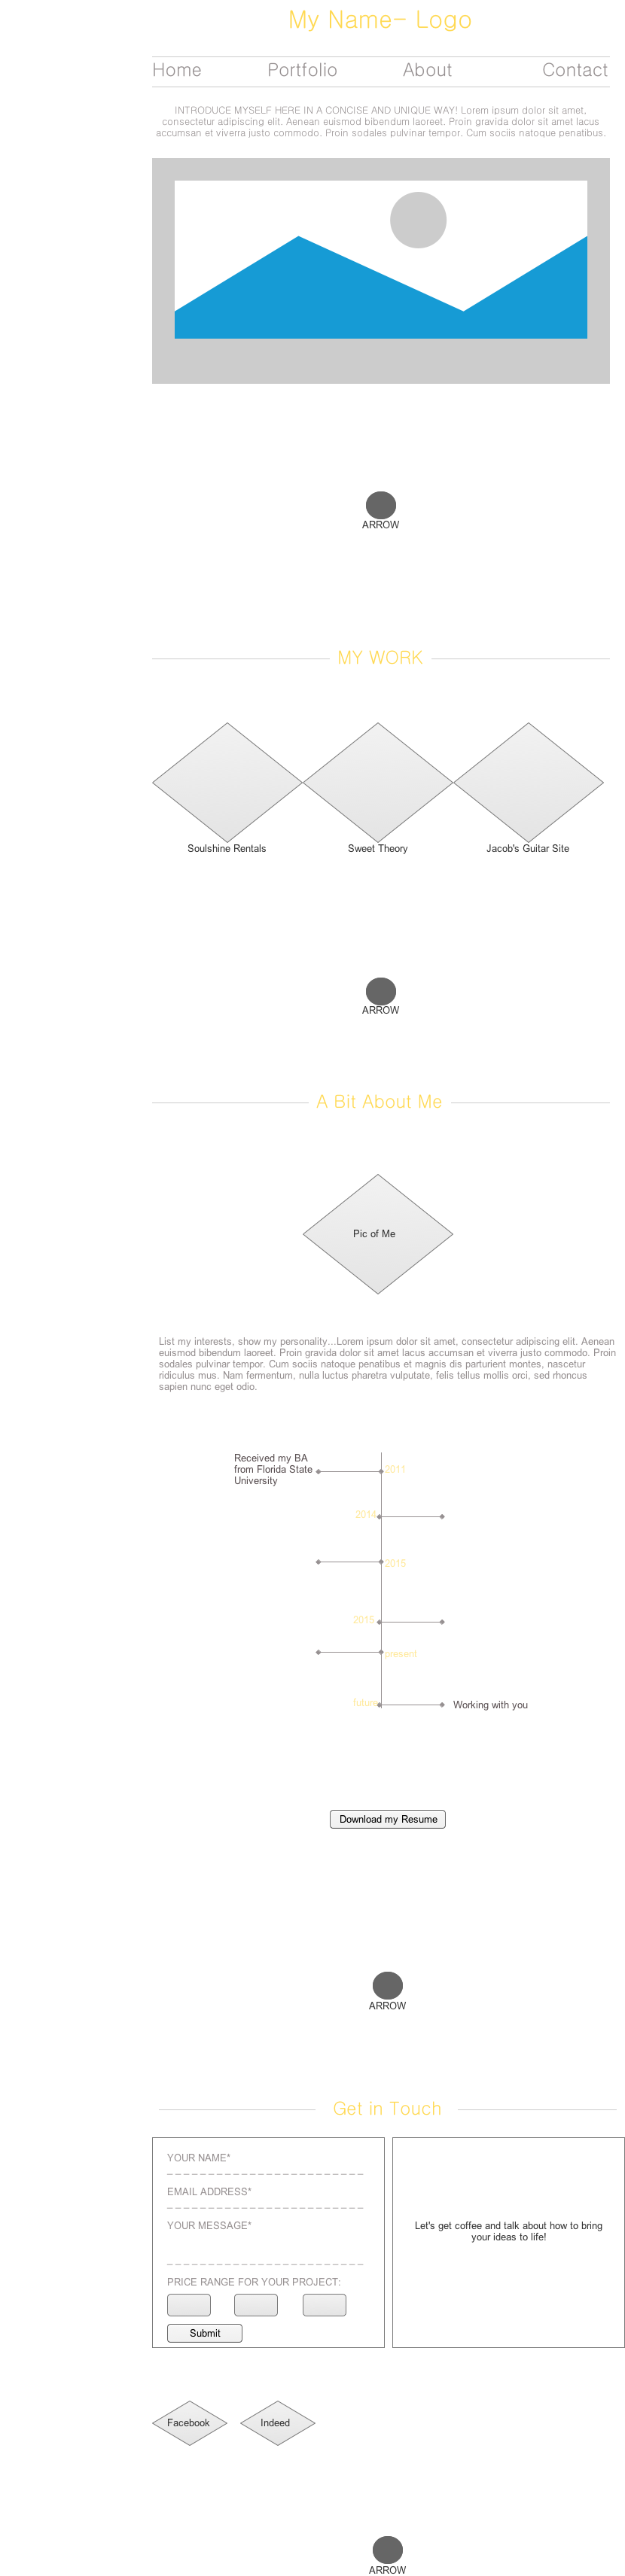 My Name- Logo
Home Portfolio About Contact
INTRODUCE MYSELF HERE IN A CONCISE AND UNIQUE WAY! Lorem ipsum dolor sit amet,
consectetur adipiscing elit. Aenean euismod bibendum laoreet. Proin gravida dolor sit amet lacus
accumsan et viverra justo commodo. Proin sodales pulvinar tempor. Cum sociis natoque penatibus.
ARROW
MY WORK
Soulshine Rentals Sweet Theory Jacob's Guitar Site
ARROW
A Bit About Me
Pic of Me
List my interests, show my personality...Lorem ipsum dolor sit amet, consectetur adipiscing elit. Aenean
euismod bibendum laoreet. Proin gravida dolor sit amet lacus accumsan et viverra justo commodo. Proin
sodales pulvinar tempor. Cum sociis natoque penatibus et magnis dis parturient montes, nascetur
ridiculus mus. Nam fermentum, nulla luctus pharetra vulputate, felis tellus mollis orci, sed rhoncus
sapien nunc eget odio.
Received my BA
from Florida State
University
2011
2014
2015
2015
present
future
Working with you
Download my Resume
ARROW
Get in Touch
YOUR NAME*
EMAIL ADDRESS*
YOUR MESSAGE*
PRICE RANGE FOR YOUR PROJECT:
Submit
Let's get coffee and talk about how to bring
your ideas to life!
Facebook Indeed
ARROW